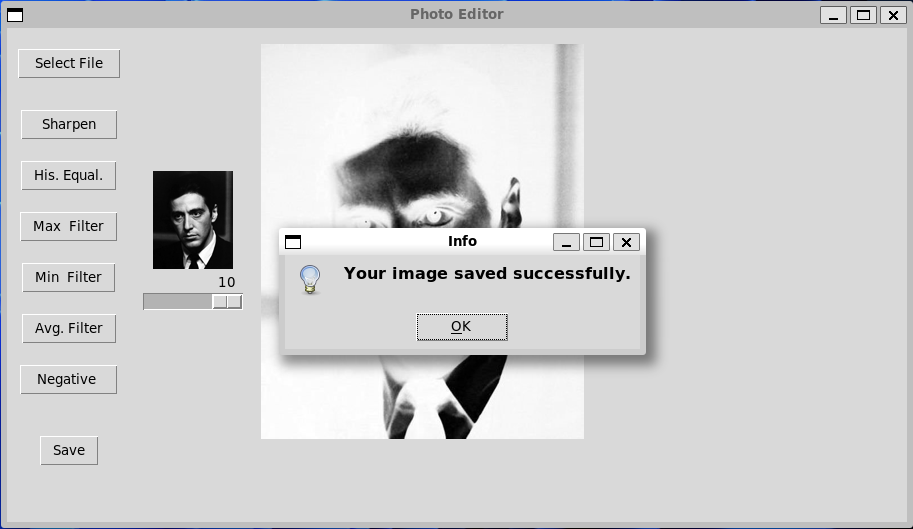 Photo Editor
Select File
Sharpen
His. Equal.
Max  Filter
Min  Filter
Avg. Filter
Negative
Save
10
Info
Your image saved successfully.
OK